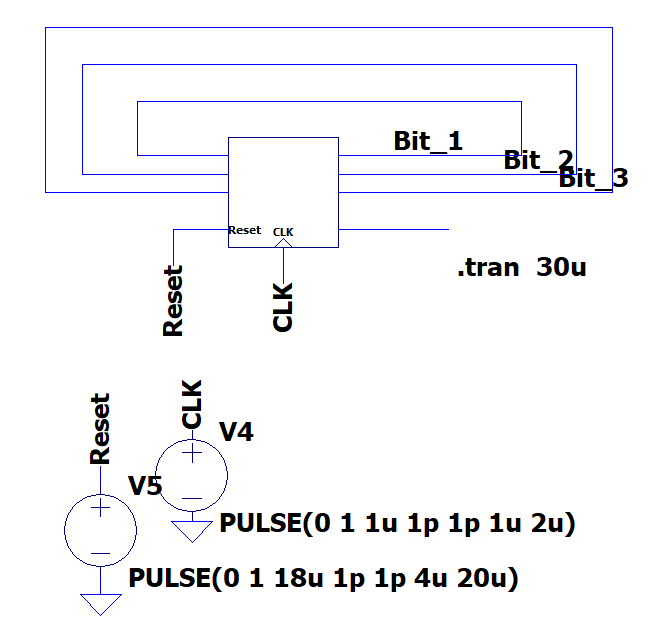 Bit_1
Bit_2
Bit_3
Reset
CLK
.tran 30u
Reset
CLK
CLK
V4
Reset
V5
PULSE(0 1 1u 1p 1p 1u 2u)
PULSE(0 1 18u 1p 1p 4u 20u)